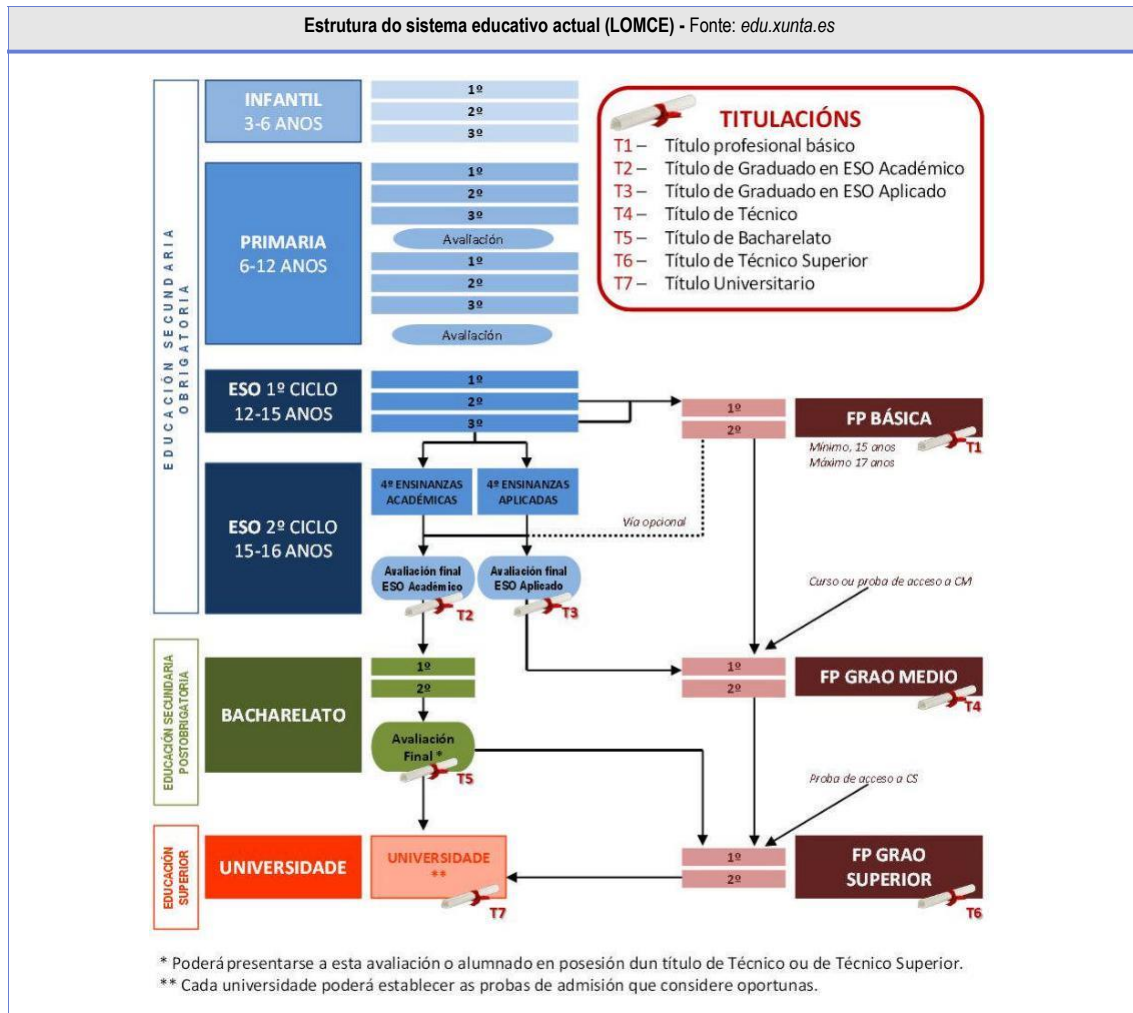 Estrutura do sistema educativo actual (LOMCE) - Fonte: edu.xunta.es
EDUCACIÓN SECUNDARIA
OBRIGATORIA
INFANTIL
3-6 ANOS
1º
2º
3º
TITULACIÓNS
T1 – Título profesional básico
T2 – Título de Graduado en ESO Académico
T3 – Título de Graduado en ESO Aplicado
T4 – Título de Técnico
T5 – Título de Bacharelato
T6 – Título de Técnico Superior
T7 – Título Universitario
PRIMARIA
6-12 ANOS
1º
2º
3º
Avaliación
1º
2º
3º
Avaliación
ESO 1º CICLO
12-15 ANOS
1º
2º
3º
1º
2º
FP BÁSICA
T1
Mínimo, 15 anos
Máximo 17 anos
ESO 2º CICLO
15-16 ANOS
4º ENSINANZAS
ACADÉMICAS
4º ENSINANZAS
APLICADAS
Vía opcional
Avaliación final
ESO Académico
T2
Avaliación final
ESO Aplicado
T3
Curso ou proba de acceso a CM
EDUCACIÓN SECUNDARIA
POSTOBRIGATORIA
BACHARELATO
1º
2º
Avaliación
Final *
T5
1º
2º
FP GRAO MEDIO
T4
Proba de acceso a CS
EDUCACIÓN
SUPERIOR
UNIVERSIDADE
UNIVERSIDADE
**
T7
1º
2º
FP GRAO
SUPERIOR
T6
* Poderá presentarse a esta avaliación o alumnado en posesión dun título de Técnico ou de Técnico Superior.
** Cada universidade poderá establecer as probas de admisión que considere oportunas.